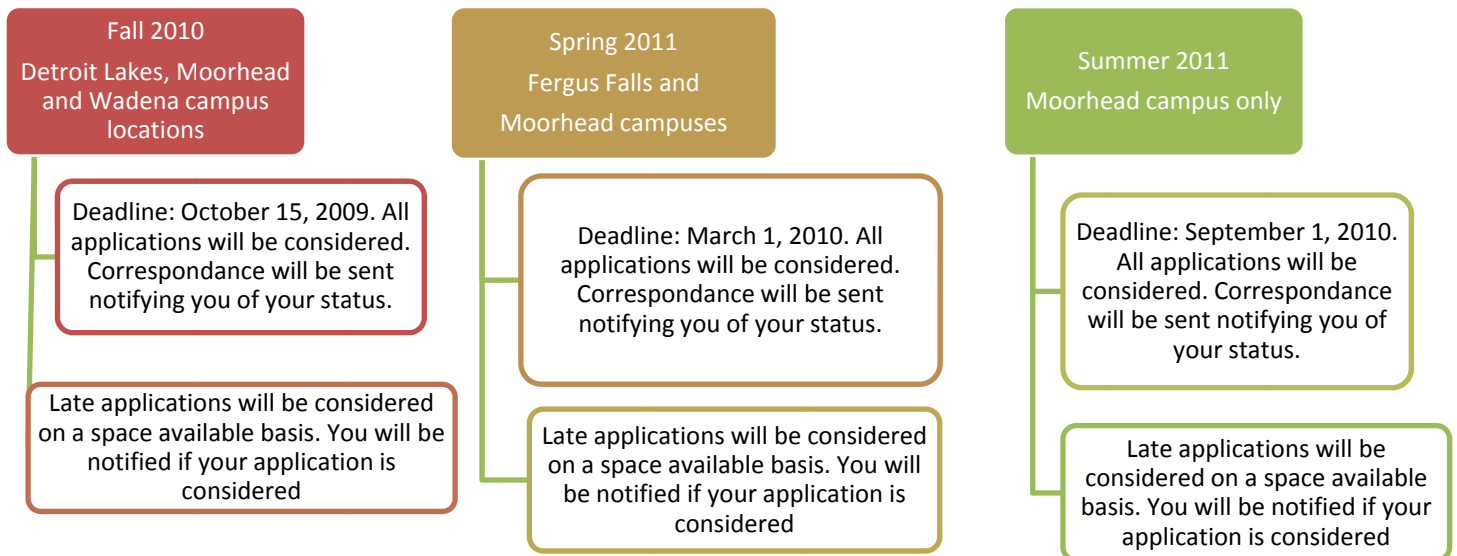 Fall 2010
Detroit Lakes, Moorhead
and Wadena campus
locations
Deadline: October 15, 2009. All
applications will be considered.
Correspondance will be sent
notifying you of your status.
Late applications will be considered
on a space available basis. You will be
notified if your application is
considered
Spring 2011
Fergus Falls and
Moorhead campuses
Deadline: March 1, 2010. All
applications will be considered.
Correspondance will be sent
notifying you of your status.
Late applications will be considered
on a space available basis. You will
be notified if your application is
considered
Summer 2011
Moorhead campus only
Deadline: September 1, 2010.
All applications will be
considered. Correspondance
will be sent notifying you of
your status.
Late applications will be
considered on a space available
basis. You will be notified if your
application is considered